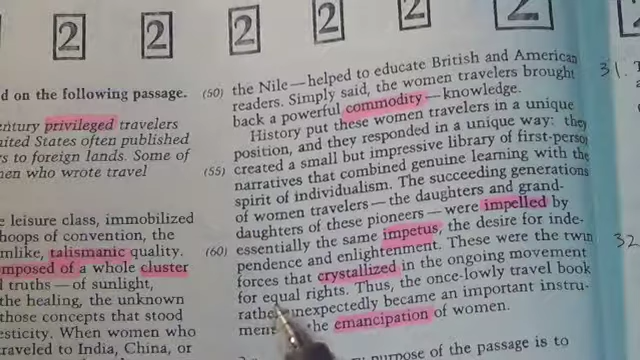 2 2 2 2 2 2
d on the following passage.
entury privileged travelers
nited States often published
s to foreign lands. Some of
men who wrote travel
e leisure class, immobilized
hoops of convention, the
mlike, talismanic quality.
mposed of a whole cluster
l truths—of sunlight,
the healing, the unknown
those concepts that stood
esticity. When women who
traveled to India, China, or
(50) the Nile—helped to educate British and American
readers. Simply said, the women travelers brought
back a powerful commodity—knowledge.
History put these women travelers in a unique
position, and they responded in a unique way: they
(55) created a small but impressive library of first-person
narratives that combined genuine learning with the
spirit of individualism. The succeeding generations
of women travelers—the daughters and grand-
daughters of these pioneers—were impelled by
(60) essentially the same impetus, the desire for inde-
pendence and enlightenment. These were the twin
forces that crystallized in the ongoing movement
for equal rights. Thus, the once-lowly travel book
rather unexpectedly became an important instru-
ment the emancipation of women.
purpose of the passage is to
31.
32